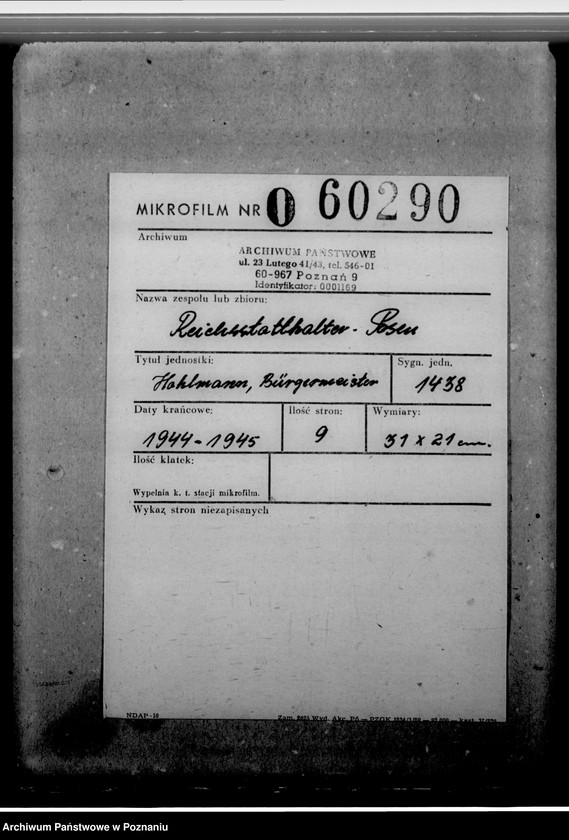 MIKROFILM NR 0 60290
Archiwum
ARCHIWUM PAŃSTWOWE
ul. 23 Lutego 41/43, tel. 546-01
60-967 Poznań 9
Identyfikator: 0001169
Nazwa zespołu lub zbioru:
Reichsstatthalter - Posen
Tytuł jednostki:
Hohlmann, Bürgermeister
Sygn. jedn.
1438
Daty krańcowe:
1944-1945
Ilość stron:
9
Wymiary:
31 x 21 cm.
Ilość klatek:
Wypełnia k. t. stacji mikrofilm.
Wykaz stron niezapisanych
NDAP-10
Archiwum Państwowe w Poznaniu